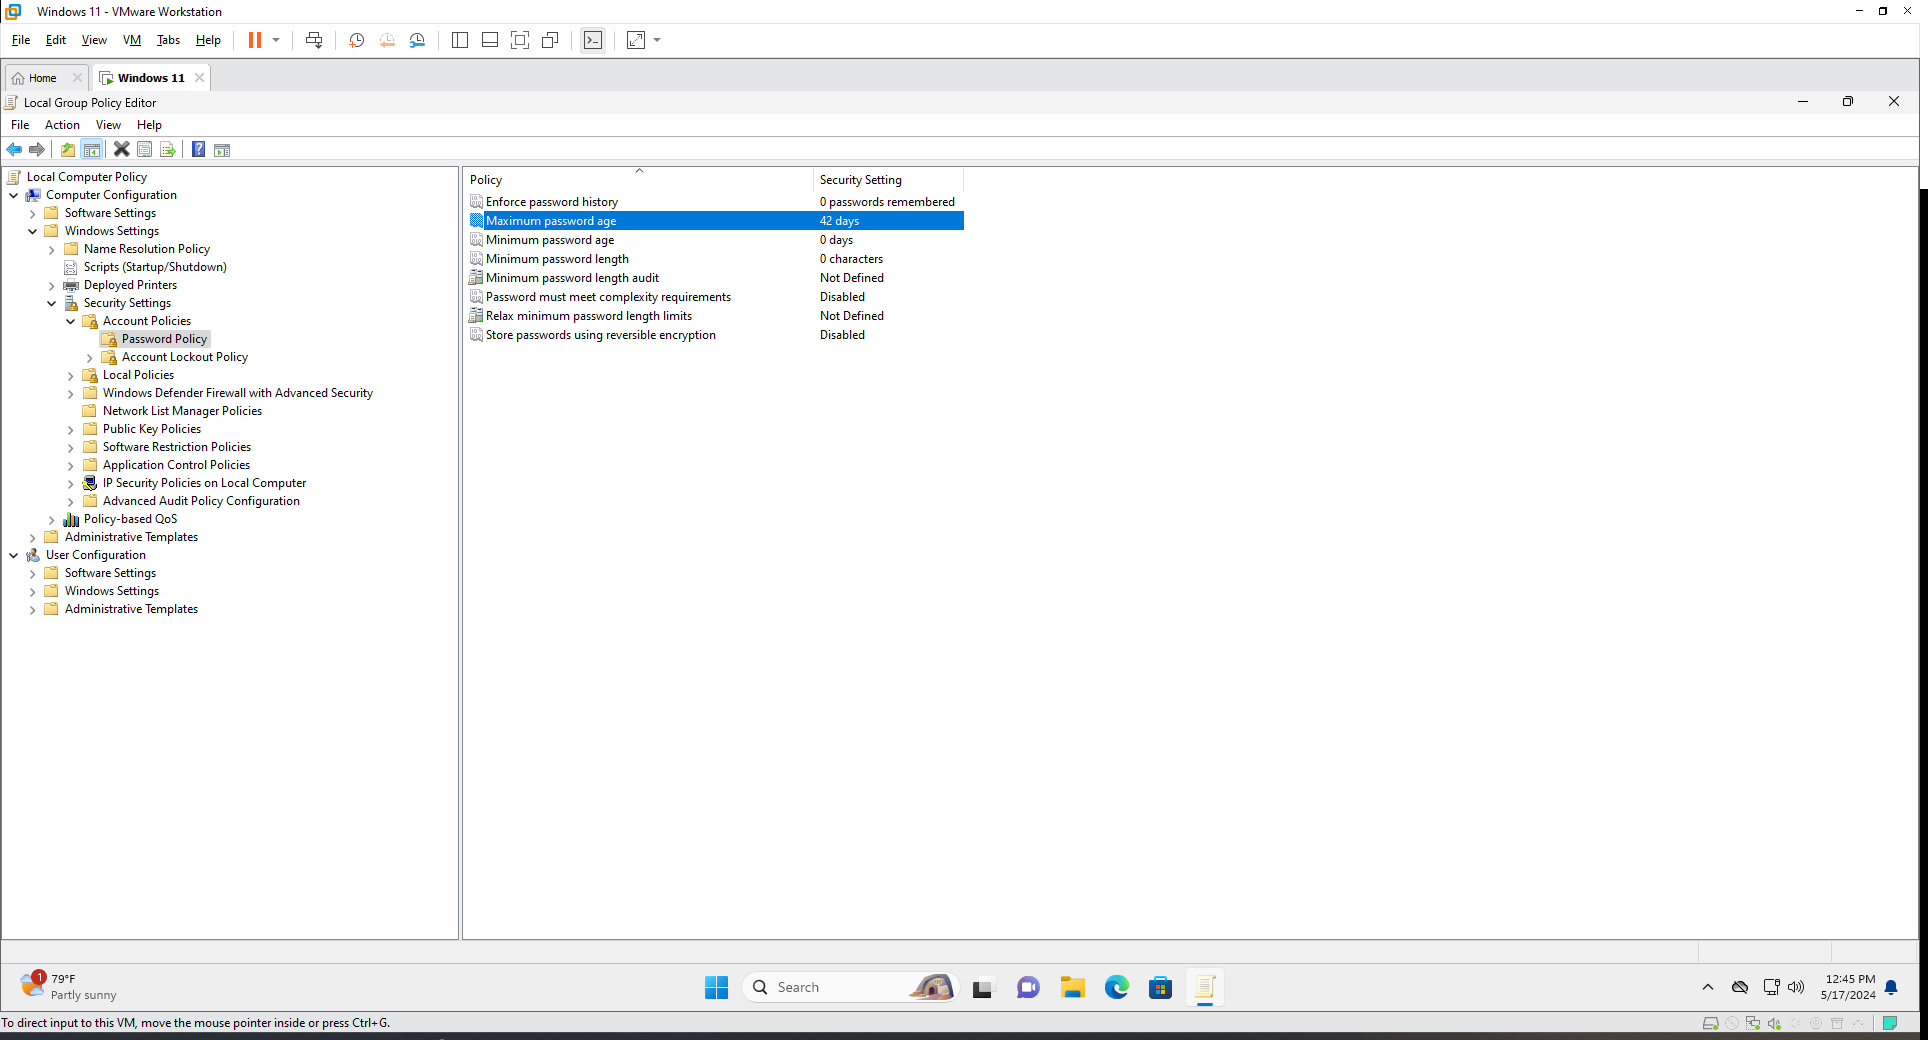 Windows 11 - VMware Workstation
File Edit View VM Tabs Help
Home Windows 11
Local Group Policy Editor
File Action View Help
Local Computer Policy
Computer Configuration
Software Settings
Windows Settings
Name Resolution Policy
Scripts (Startup/Shutdown)
Deployed Printers
Security Settings
Account Policies
Password Policy
Account Lockout Policy
Local Policies
Windows Defender Firewall with Advanced Security
Network List Manager Policies
Public Key Policies
Software Restriction Policies
Application Control Policies
IP Security Policies on Local Computer
Advanced Audit Policy Configuration
Policy-based QoS
Administrative Templates
User Configuration
Software Settings
Windows Settings
Administrative Templates
Policy Security Setting
Enforce password history 0 passwords remembered
Maximum password age 42 days
Minimum password age 0 days
Minimum password length 0 characters
Minimum password length audit Not Defined
Password must meet complexity requirements Disabled
Relax minimum password length limits Not Defined
Store passwords using reversible encryption Disabled
1
79°F
Partly sunny
Search
12:45 PM
5/17/2024
To direct input to this VM, move the mouse pointer inside or press Ctrl+G.